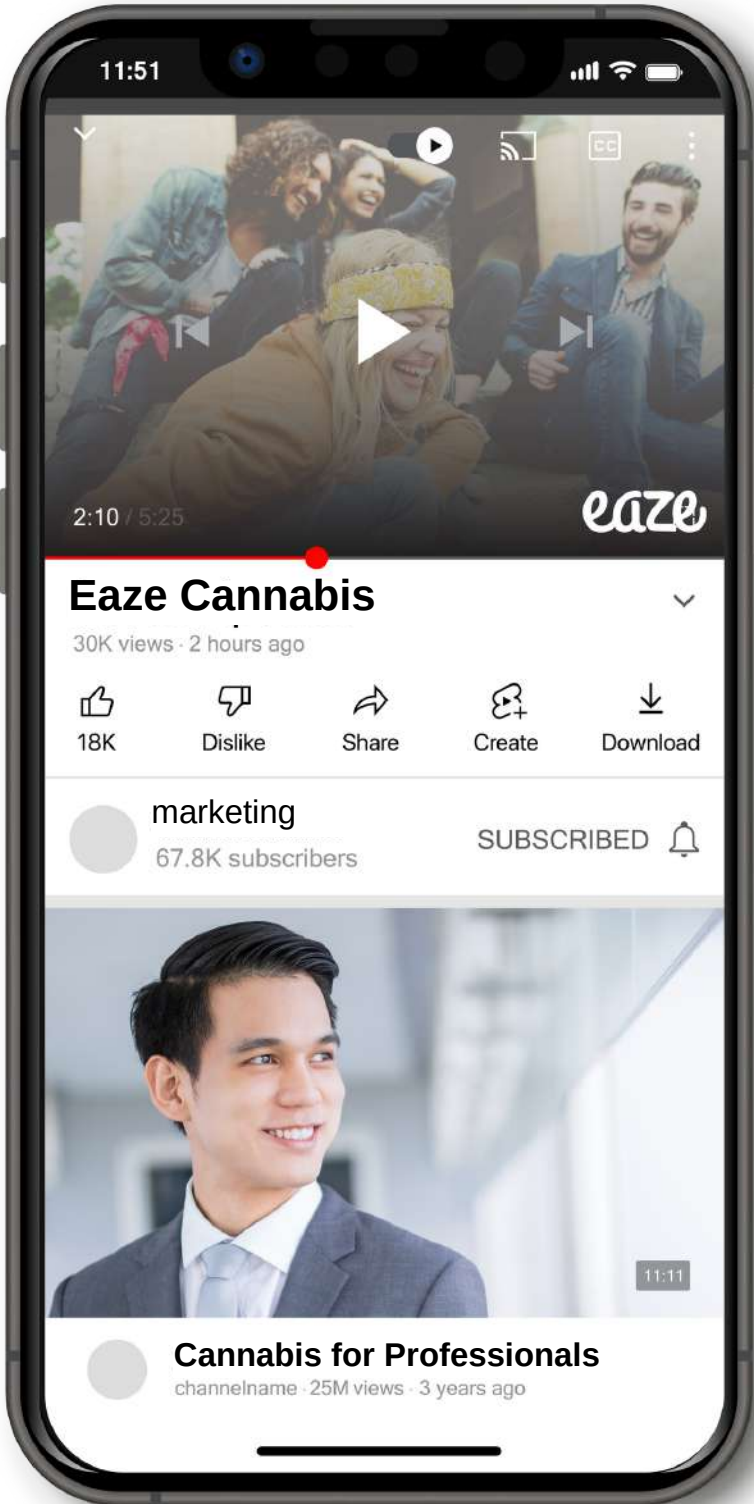 11:51
CC
2:10 / 5:25
eaze
Eaze Cannabis
30K views · 2 hours ago
18K
Dislike
Share
Create
Download
marketing
67.8K subscribers
SUBSCRIBED
11:11
Cannabis for Professionals
channelname · 25M views · 3 years ago